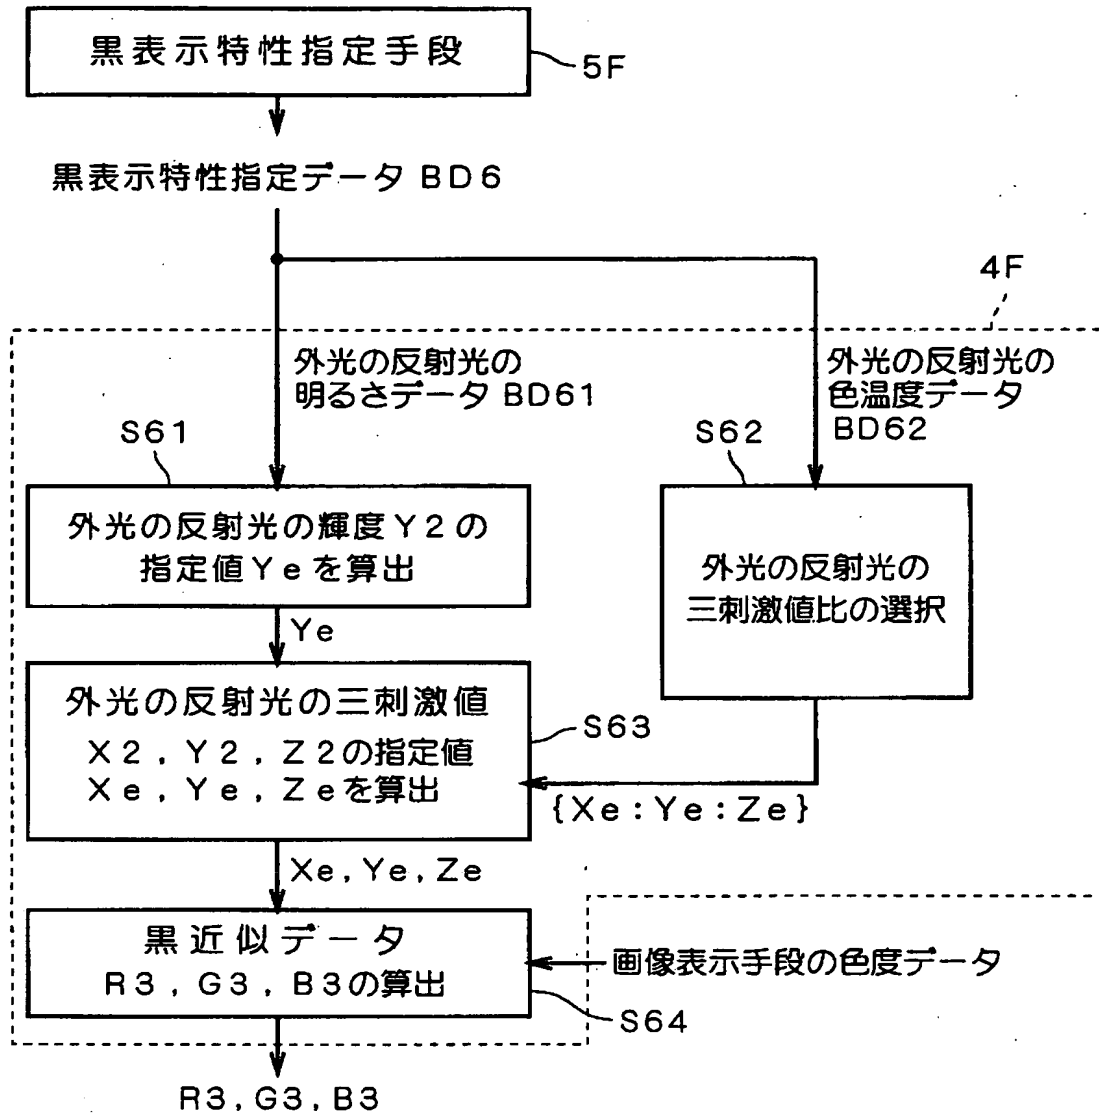 黒表示特性指定手段
5F
黒表示特性指定データ BD6
4F
外光の反射光の
明るさデータ BD61
外光の反射光の
色温度データ
BD62
S61
S62
外光の反射光の輝度Y2の
指定値Yeを算出
外光の反射光の
三刺激値比の選択
Ye
外光の反射光の三刺激値
X2,Y2,Z2の指定値
Xe,Ye,Zeを算出
S63
{Xe:Ye:Ze}
Xe,Ye,Ze
黒近似データ
R3,G3,B3の算出
画像表示手段の色度データ
S64
R3,G3,B3